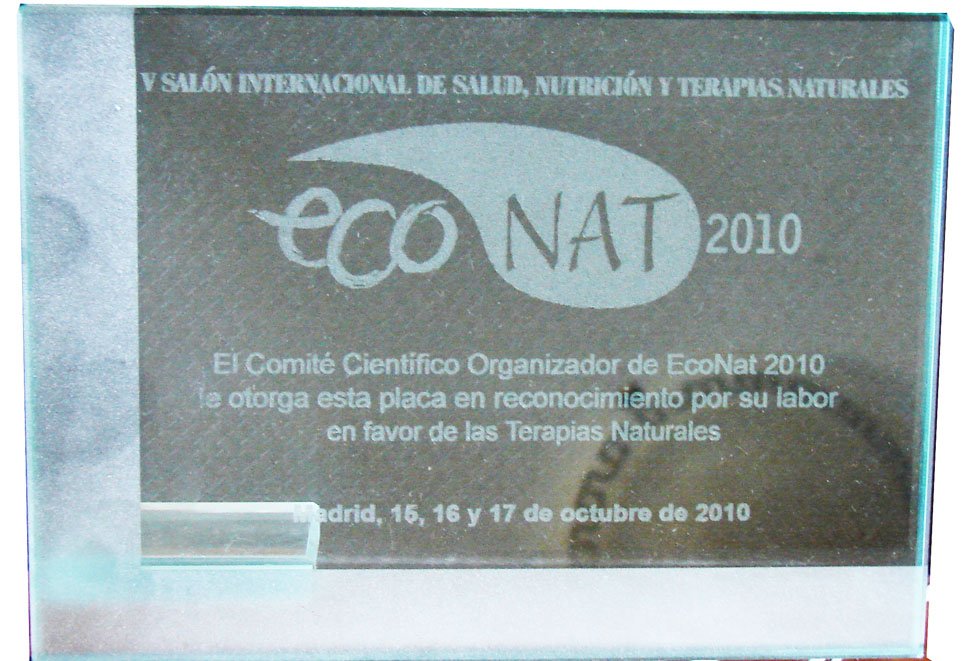 V SALÓN INTERNACIONAL DE SALUD, NUTRICIÓN Y TERAPIAS NATURALES
eco NAT 2010
El Comité Científico Organizador de EcoNat 2010
le otorga esta placa en reconocimiento por su labor
en favor de las Terapias Naturales
Madrid, 15, 16 y 17 de octubre de 2010